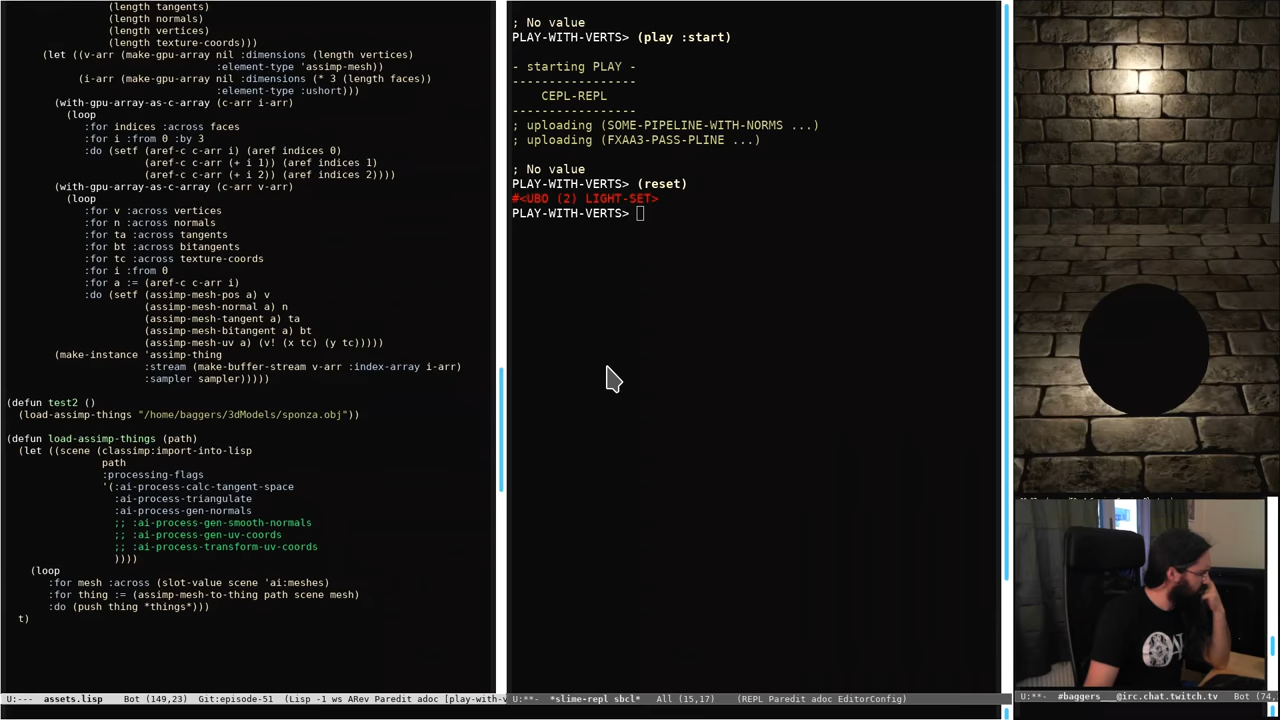 (length tangents)
(length normals)
(length vertices)
(length texture-coords)))
(let ((v-arr (make-gpu-array nil :dimensions (length vertices)
:element-type 'assimp-mesh))
(i-arr (make-gpu-array nil :dimensions (* 3 (length faces))
:element-type :ushort)))
(with-gpu-array-as-c-array (c-arr i-arr)
(loop
:for indices :across faces
:for i :from 0 :by 3
:do (setf (aref-c c-arr i) (aref indices 0)
(aref-c c-arr (+ i 1)) (aref indices 1)
(aref-c c-arr (+ i 2)) (aref indices 2))))
(with-gpu-array-as-c-array (c-arr v-arr)
(loop
:for v :across vertices
:for n :across normals
:for ta :across tangents
:for bt :across bitangents
:for tc :across texture-coords
:for i :from 0
:for a := (aref-c c-arr i)
:do (setf (assimp-mesh-pos a) v
(assimp-mesh-normal a) n
(assimp-mesh-tangent a) ta
(assimp-mesh-bitangent a) bt
(assimp-mesh-uv a) (v! (x tc) (y tc)))))
(make-instance 'assimp-thing
:stream (make-buffer-stream v-arr :index-array i-arr)
:sampler sampler)))))
(defun test2 ()
(load-assimp-things "/home/baggers/3dModels/sponza.obj"))
(defun load-assimp-things (path)
(let ((scene (classimp:import-into-lisp
path
:processing-flags
'(:ai-process-calc-tangent-space
:ai-process-triangulate
:ai-process-gen-normals
;; :ai-process-gen-smooth-normals
;; :ai-process-gen-uv-coords
;; :ai-process-transform-uv-coords
))))
(loop
:for mesh :across (slot-value scene 'ai:meshes)
:for thing := (assimp-mesh-to-thing path scene mesh)
:do (push thing *things*)))
t)
U:--- assets.lisp Bot (149,23) Git:episode-51 (Lisp -1 ws ARev Paredit adoc [play-with-v
; No value
PLAY-WITH-VERTS> (play :start)
- starting PLAY -
-----------------
CEPL-REPL
-----------------
; uploading (SOME-PIPELINE-WITH-NORMS ...)
; uploading (FXAA3-PASS-PLINE ...)
; No value
PLAY-WITH-VERTS> (reset)
#<UBO (2) LIGHT-SET>
PLAY-WITH-VERTS>
U:**- *slime-repl sbcl* All (15,17) (REPL Paredit adoc EditorConfig)
U:**- #baggers___@irc.chat.twitch.tv Bot (74,